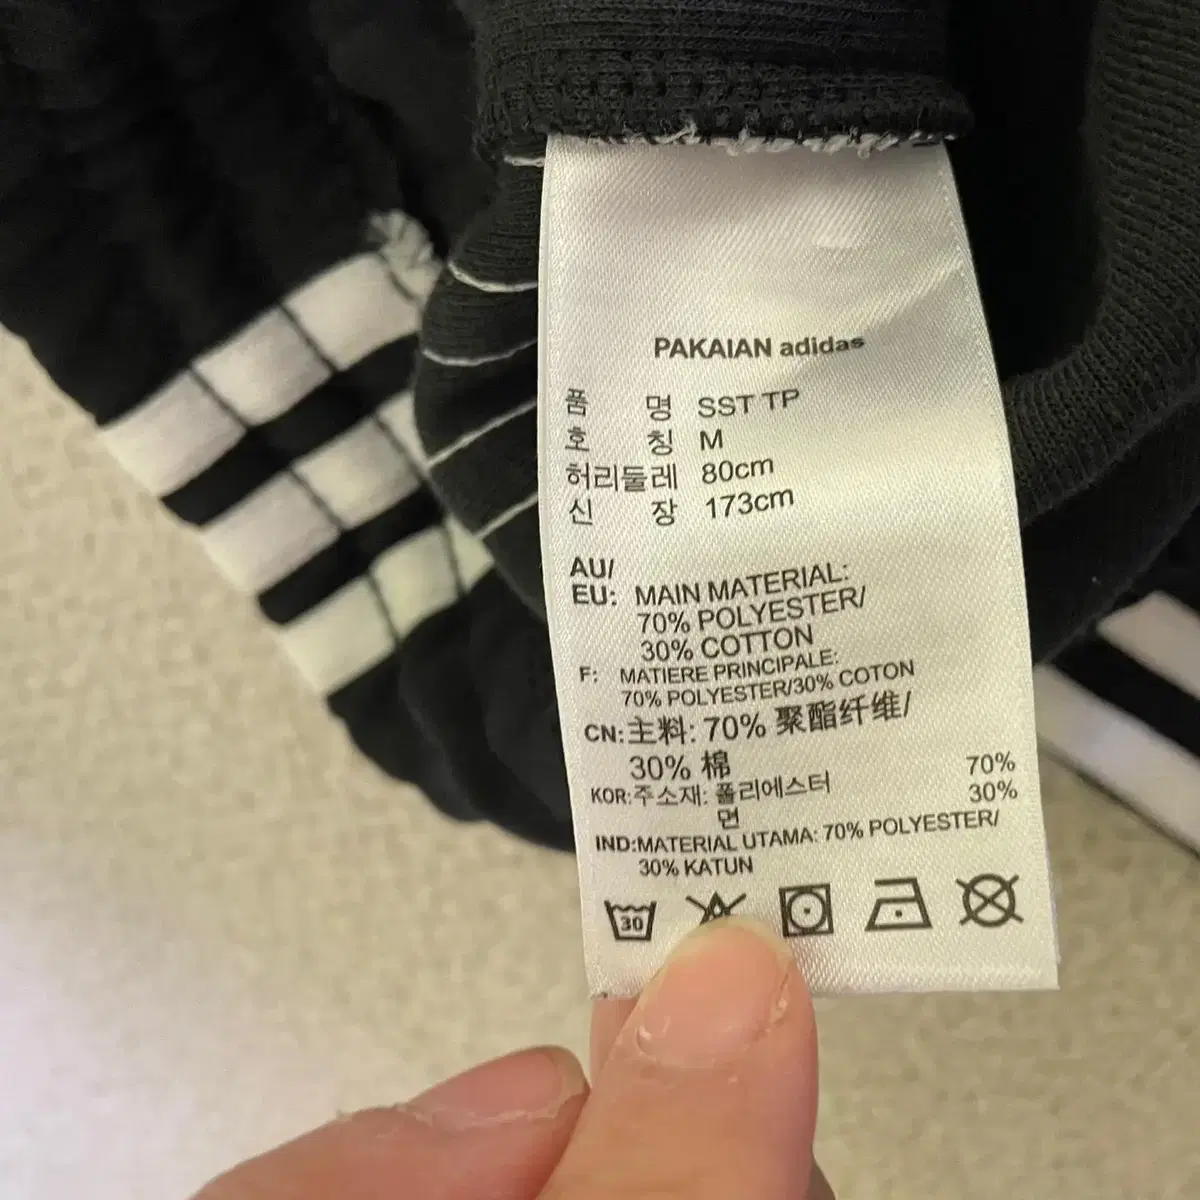 PAKAIAN adidas
품 명 SST TP
호 칭 M
허리둘레 80cm
신 장 173cm
AU/
EU: MAIN MATERIAL:
70% POLYESTER/
30% COTTON
F: MATIERE PRINCIPALE:
70% POLYESTER/30% COTON
CN:主料: 70% 聚酯纤维/
30% 棉
KOR:주소재: 폴리에스터 70%
면 30%
IND:MATERIAL UTAMA: 70% POLYESTER/
30% KATUN
30